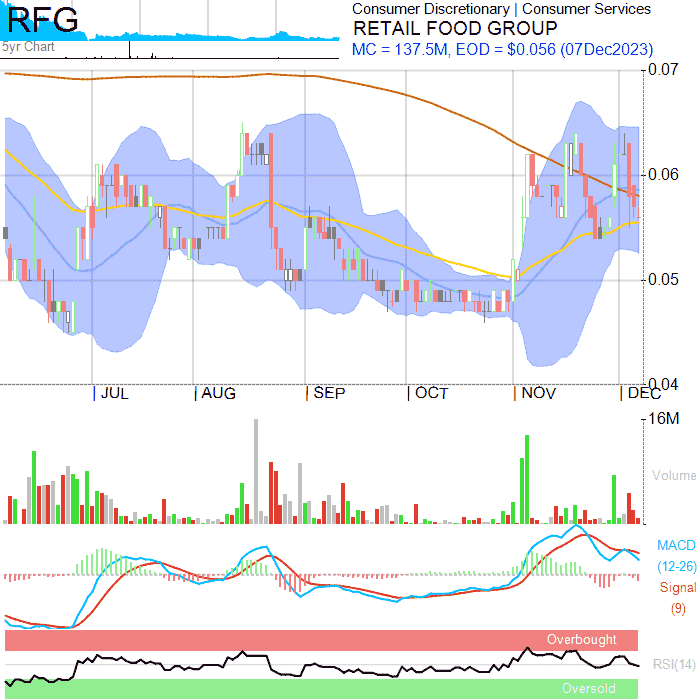 RFG
5yr Chart
Consumer Discretionary | Consumer Services
RETAIL FOOD GROUP
MC = 137.5M, EOD = $0.056 (07Dec2023)
0.07
0.06
0.05
0.04
JUL AUG SEP OCT NOV DEC
16M
Volume
MACD
(12-26)
Signal
(9)
Overbought
RSI(14)
Oversold